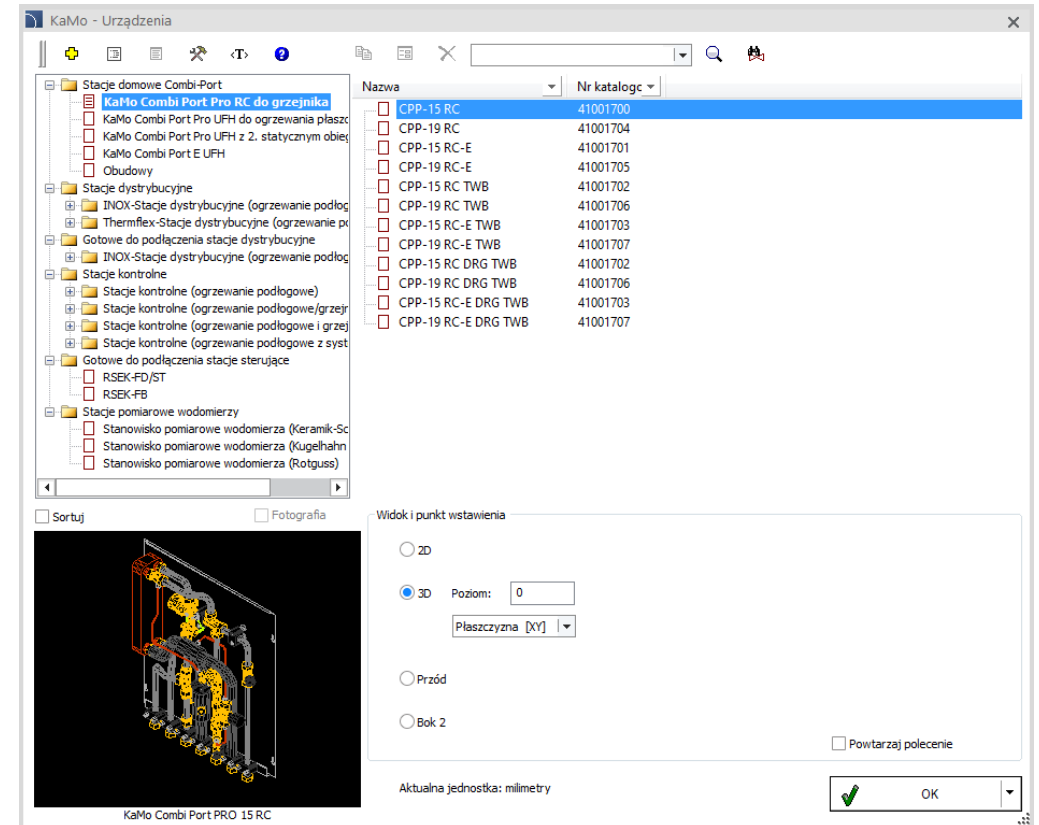 KaMo - Urządzenia
<T>
Stacje domowe Combi-Port
KaMo Combi Port Pro RC do grzejnika
KaMo Combi Port Pro UFH do ogrzewania płaszc
KaMo Combi Port Pro UFH z 2. statycznym obieg
KaMo Combi Port E UFH
Obudowy
Stacje dystrybucyjne
INOX-Stacje dystrybucyjne (ogrzewanie podłog
Thermflex-Stacje dystrybucyjne (ogrzewanie po
Gotowe do podłączenia stacje dystrybucyjne
INOX-Stacje dystrybucyjne (ogrzewanie podłog
Stacje kontrolne
Stacje kontrolne (ogrzewanie podłogowe)
Stacje kontrolne (ogrzewanie podłogowe/grzejr
Stacje kontrolne (ogrzewanie podłogowe i grzej
Stacje kontrolne (ogrzewanie podłogowe z syst
Gotowe do podłączenia stacje sterujące
RSEK-FD/ST
RSEK-FB
Stacje pomiarowe wodomierzy
Stanowisko pomiarowe wodomierza (Keramik-Sc
Stanowisko pomiarowe wodomierza (Kugelhahn
Stanowisko pomiarowe wodomierza (Rotguss)
Nazwa Nr katalogc
CPP-15 RC 41001700
CPP-19 RC 41001704
CPP-15 RC-E 41001701
CPP-19 RC-E 41001705
CPP-15 RC TWB 41001702
CPP-19 RC TWB 41001706
CPP-15 RC-E TWB 41001703
CPP-19 RC-E TWB 41001707
CPP-15 RC DRG TWB 41001702
CPP-19 RC DRG TWB 41001706
CPP-15 RC-E DRG TWB 41001703
CPP-19 RC-E DRG TWB 41001707
Sortuj Fotografia
KaMo Combi Port PRO 15 RC
Widok i punkt wstawienia
2D
3D Poziom: 0
Płaszczyzna [XY]
Przód
Bok 2
Powtarzaj polecenie
Aktualna jednostka: milimetry
OK